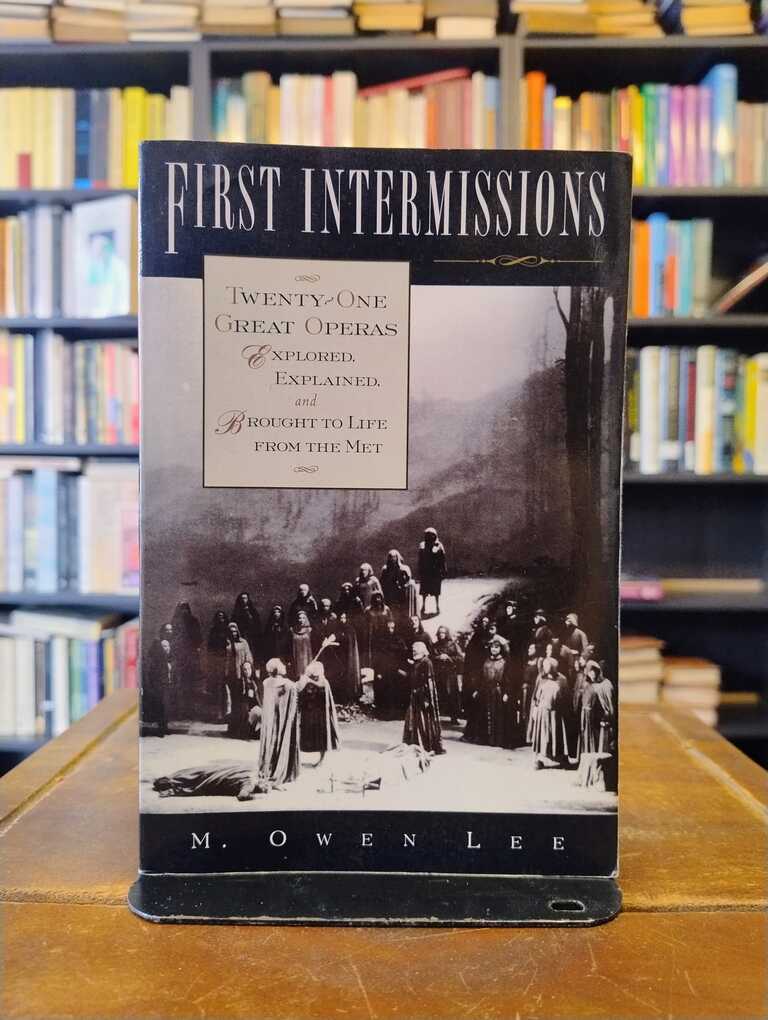 FIRST INTERMISSIONS
TWENTY-ONE
GREAT OPERAS
EXPLORED,
EXPLAINED,
and
BROUGHT TO LIFE
FROM THE MET
M. OWEN LEE